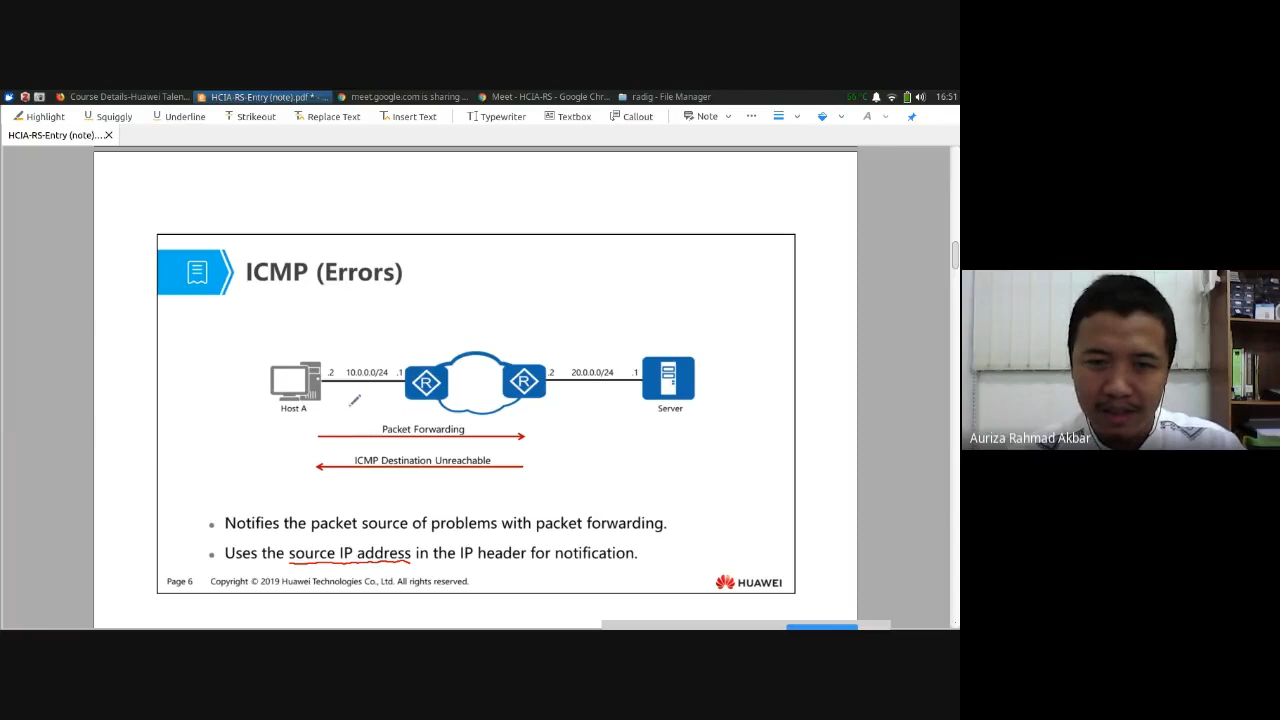 Course Details-Huawei Talen...
HCIA-RS-Entry (note).pdf * -...
meet.google.com is sharing ...
Meet - HCIA-RS - Google Chr...
radig - File Manager
56°C
16:51
Highlight
Squiggly
Underline
Strikeout
Replace Text
Insert Text
Typewriter
Textbox
Callout
Note
HCIA-RS-Entry (note)....
ICMP (Errors)
.2 10.0.0.0/24 .1
.2 20.0.0.0/24 .1
R
R
Host A
Server
Packet Forwarding
ICMP Destination Unreachable
Auriza Rahmad Akbar
• Notifies the packet source of problems with packet forwarding.
• Uses the source IP address in the IP header for notification.
Page 6 Copyright © 2019 Huawei Technologies Co., Ltd. All rights reserved.
HUAWEI